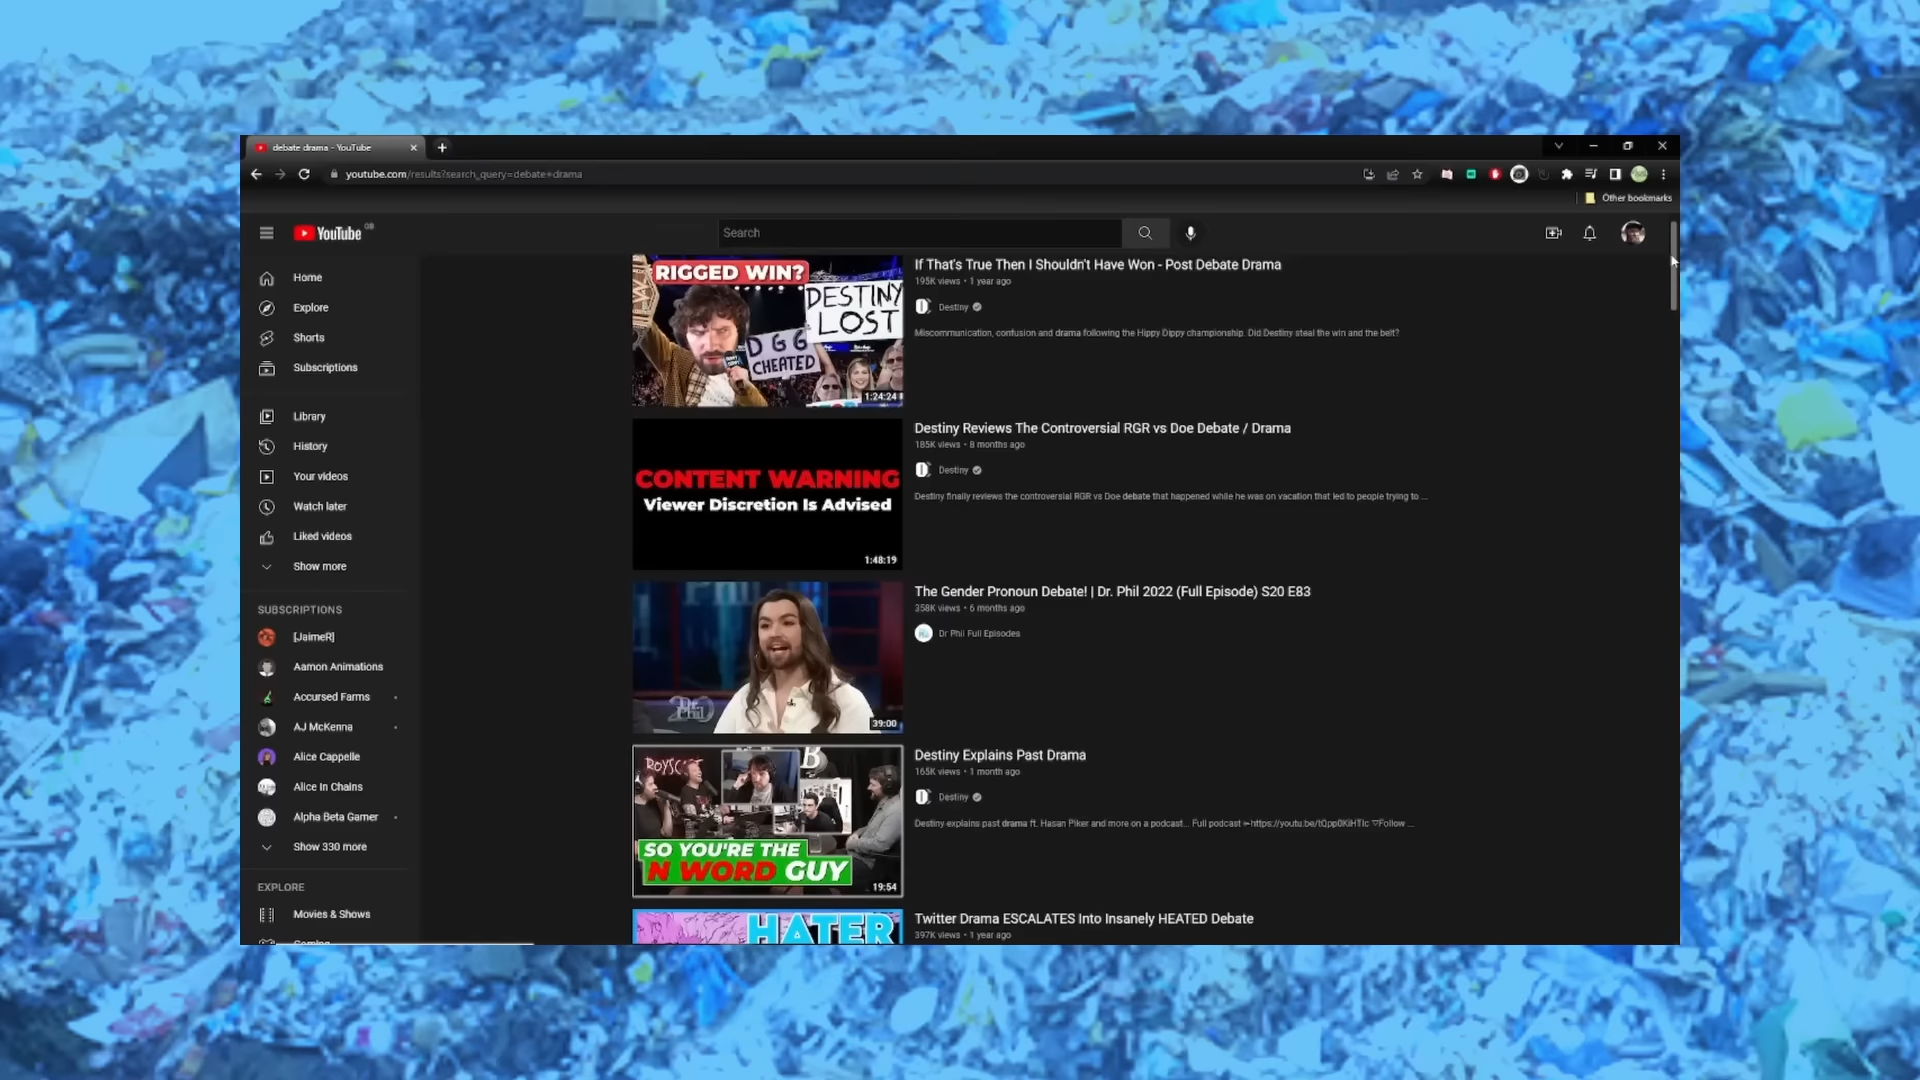 debate drama - YouTube
youtube.com/results?search_query=debate+drama
Other bookmarks
YouTube GB
Search
Home
Explore
Shorts
Subscriptions
Library
History
Your videos
Watch later
Liked videos
Show more
SUBSCRIPTIONS
[JaimeR]
Aamon Animations
Accursed Farms
AJ McKenna
Alice Cappelle
Alice In Chains
Alpha Beta Gamer
Show 330 more
EXPLORE
Movies & Shows
Gaming
RIGGED WIN?
DESTINY
LOST
DGG
CHEATED
1:24:24
If That's True Then I Shouldn't Have Won - Post Debate Drama
195K views • 1 year ago
Destiny
Miscommunication, confusion and drama following the Hippy Dippy championship. Did Destiny steal the win and the belt?
CONTENT WARNING
Viewer Discretion Is Advised
1:48:19
Destiny Reviews The Controversial RGR vs Doe Debate / Drama
185K views • 8 months ago
Destiny
Destiny finally reviews the controversial RGR vs Doe debate that happened while he was on vacation that led to people trying to ...
Dr. Phil
39:00
The Gender Pronoun Debate! | Dr. Phil 2022 (Full Episode) S20 E83
358K views • 6 months ago
Dr Phil Full Episodes
B
SO YOU'RE THE
N WORD GUY
19:54
Destiny Explains Past Drama
165K views • 1 month ago
Destiny
Destiny explains past drama ft. Hasan Piker and more on a podcast... Full podcast ►https://youtu.be/tQpp0KiHTIc ▽Follow ...
HATER
Twitter Drama ESCALATES Into Insanely HEATED Debate
397K views • 1 year ago